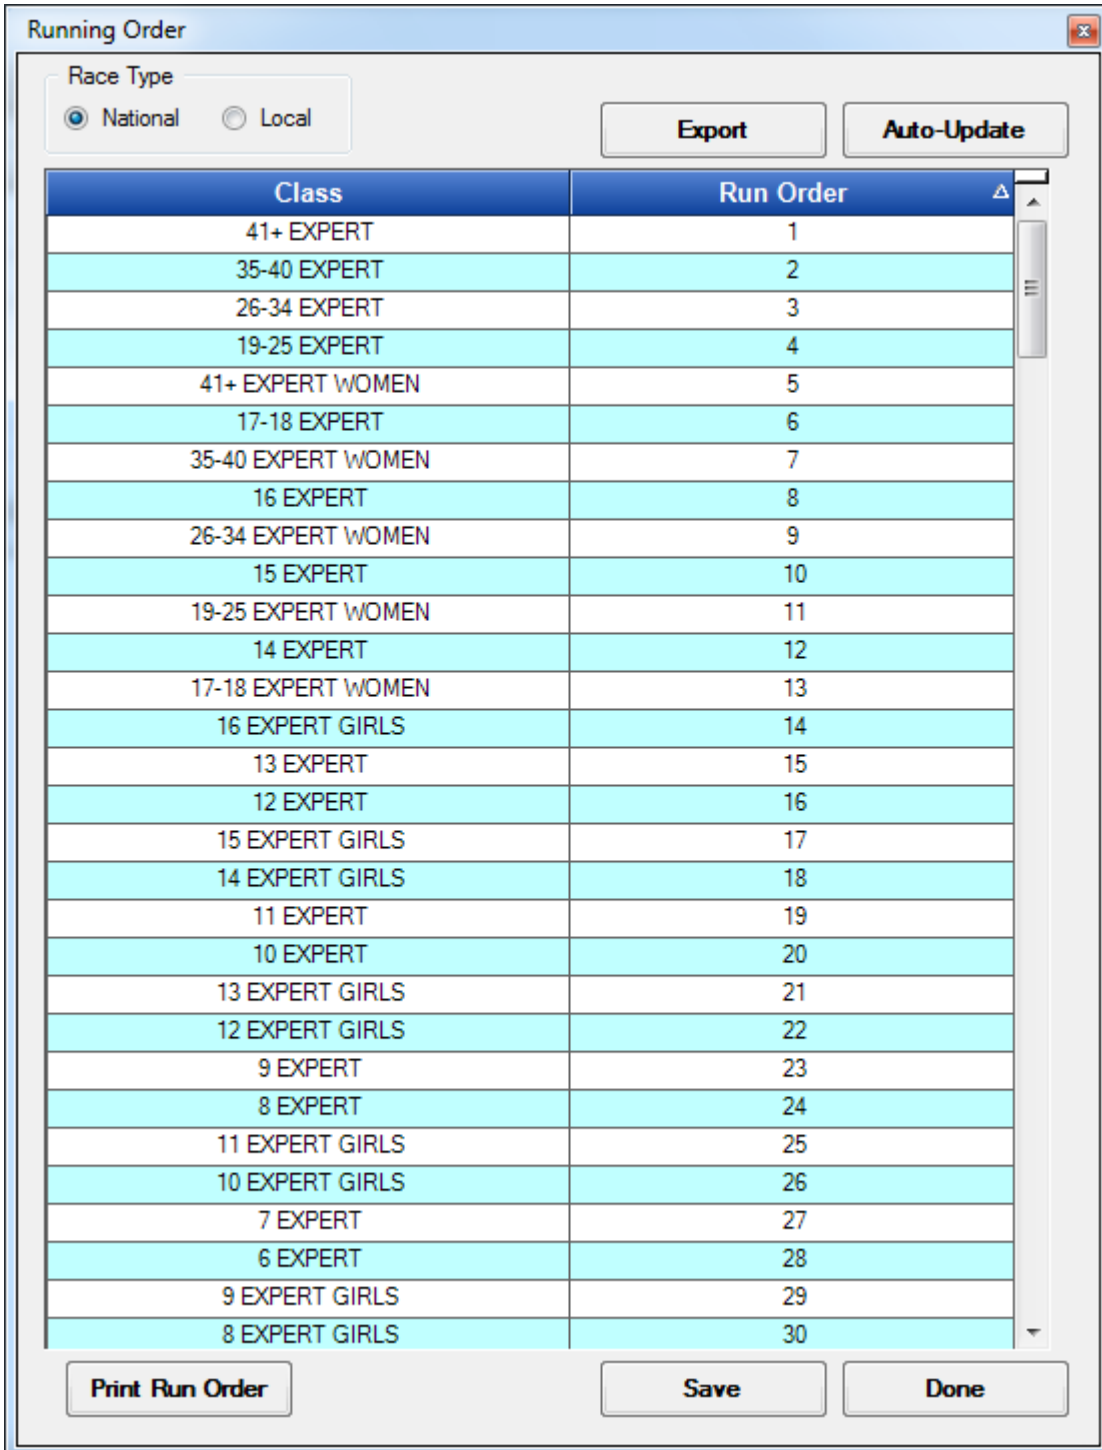 Running Order
Race Type
National Local
Export Auto-Update
Class Run Order
41+ EXPERT 1
35-40 EXPERT 2
26-34 EXPERT 3
19-25 EXPERT 4
41+ EXPERT WOMEN 5
17-18 EXPERT 6
35-40 EXPERT WOMEN 7
16 EXPERT 8
26-34 EXPERT WOMEN 9
15 EXPERT 10
19-25 EXPERT WOMEN 11
14 EXPERT 12
17-18 EXPERT WOMEN 13
16 EXPERT GIRLS 14
13 EXPERT 15
12 EXPERT 16
15 EXPERT GIRLS 17
14 EXPERT GIRLS 18
11 EXPERT 19
10 EXPERT 20
13 EXPERT GIRLS 21
12 EXPERT GIRLS 22
9 EXPERT 23
8 EXPERT 24
11 EXPERT GIRLS 25
10 EXPERT GIRLS 26
7 EXPERT 27
6 EXPERT 28
9 EXPERT GIRLS 29
8 EXPERT GIRLS 30
Print Run Order Save Done